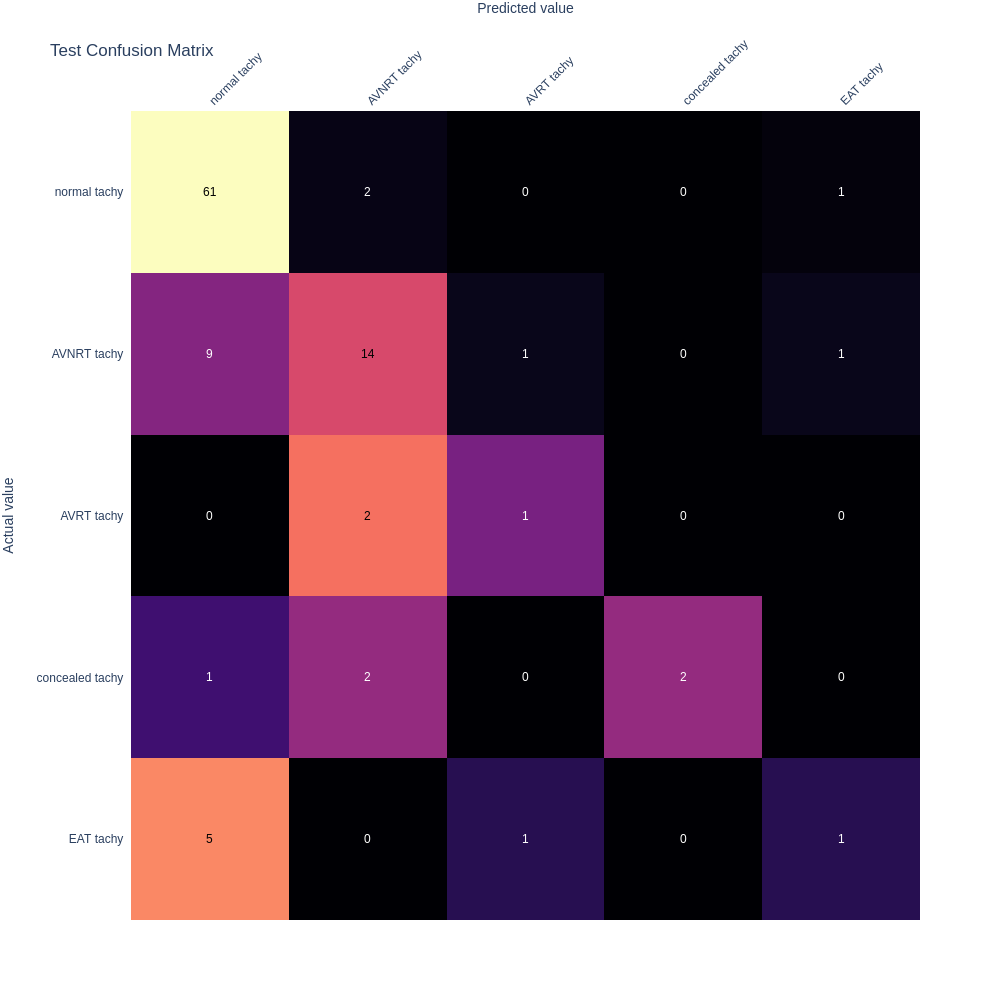 Predicted value
Test Confusion Matrix
normal tachy AVNRT tachy AVRT tachy concealed tachy EAT tachy
normal tachy 61 2 0 0 1
AVNRT tachy 9 14 1 0 1
Actual value
AVRT tachy 0 2 1 0 0
concealed tachy 1 2 0 2 0
EAT tachy 5 0 1 0 1